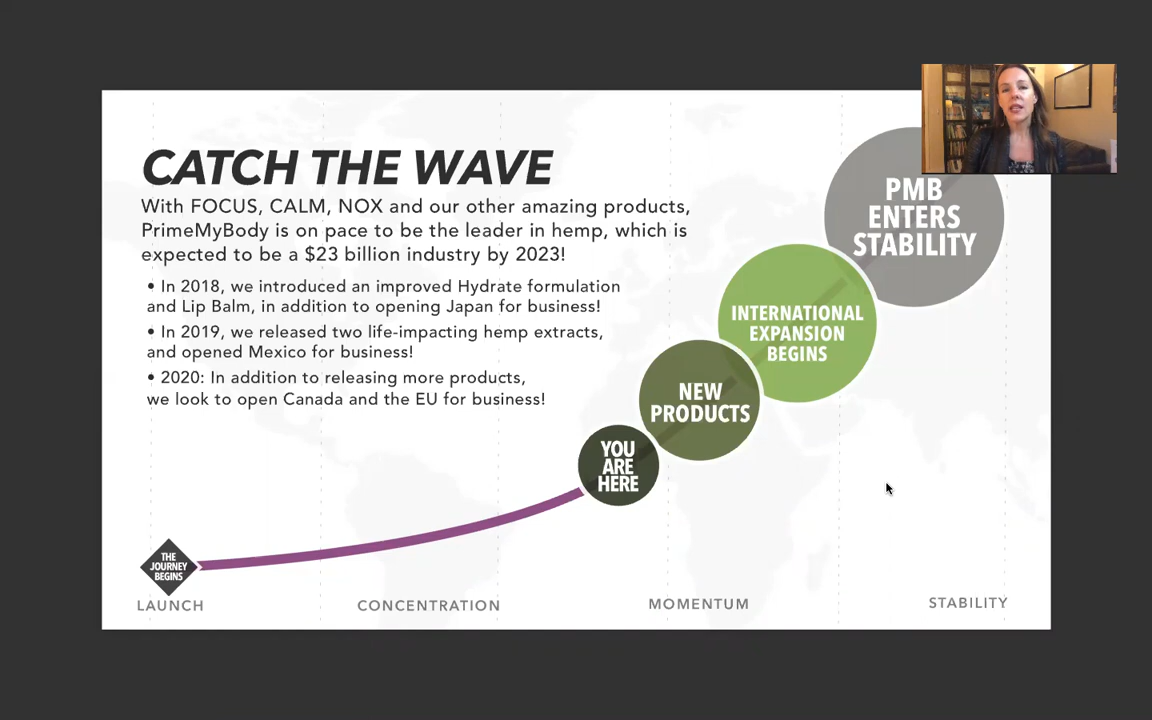 CATCH THE WAVE
With FOCUS, CALM, NOX and our other amazing products,
PrimeMyBody is on pace to be the leader in hemp, which is
expected to be a $23 billion industry by 2023!
• In 2018, we introduced an improved Hydrate formulation
and Lip Balm, in addition to opening Japan for business!
• In 2019, we released two life-impacting hemp extracts,
and opened Mexico for business!
• 2020: In addition to releasing more products,
we look to open Canada and the EU for business!
PMB
ENTERS
STABILITY
INTERNATIONAL
EXPANSION
BEGINS
NEW
PRODUCTS
YOU
ARE
HERE
THE
JOURNEY
BEGINS
LAUNCH
CONCENTRATION
MOMENTUM
STABILITY